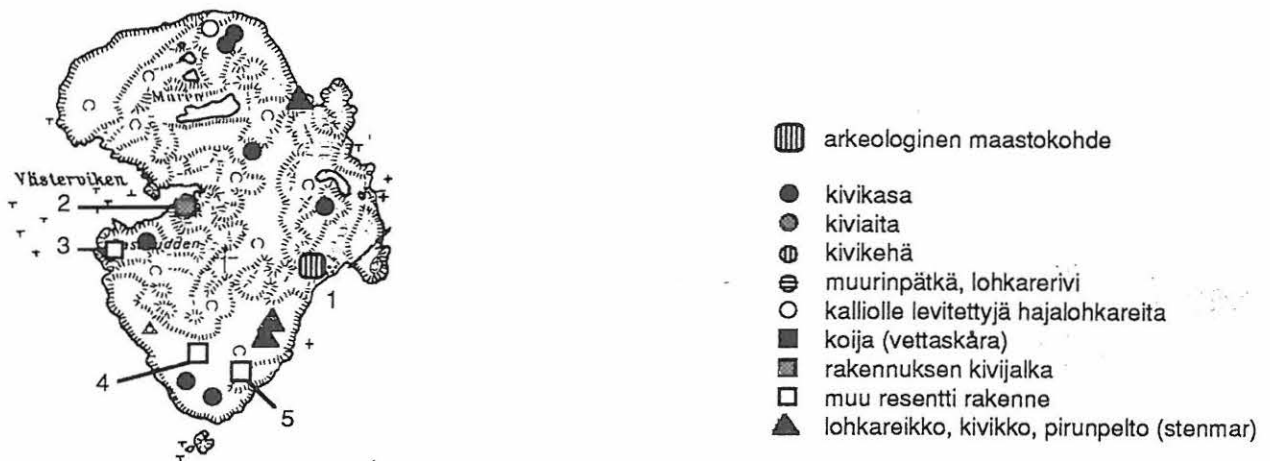 Muren
Västerviken
2
3
1
4
5
arkeologinen maastokohde
kivikasa
kiviaita
kivikehä
muurinpätkä, lohkarerivi
kalliolle levitettyjä hajalohkareita
koija (vettaskåra)
rakennuksen kivijalka
muu resentti rakenne
lohkareikko, kivikko, pirunpelto (stenmar)